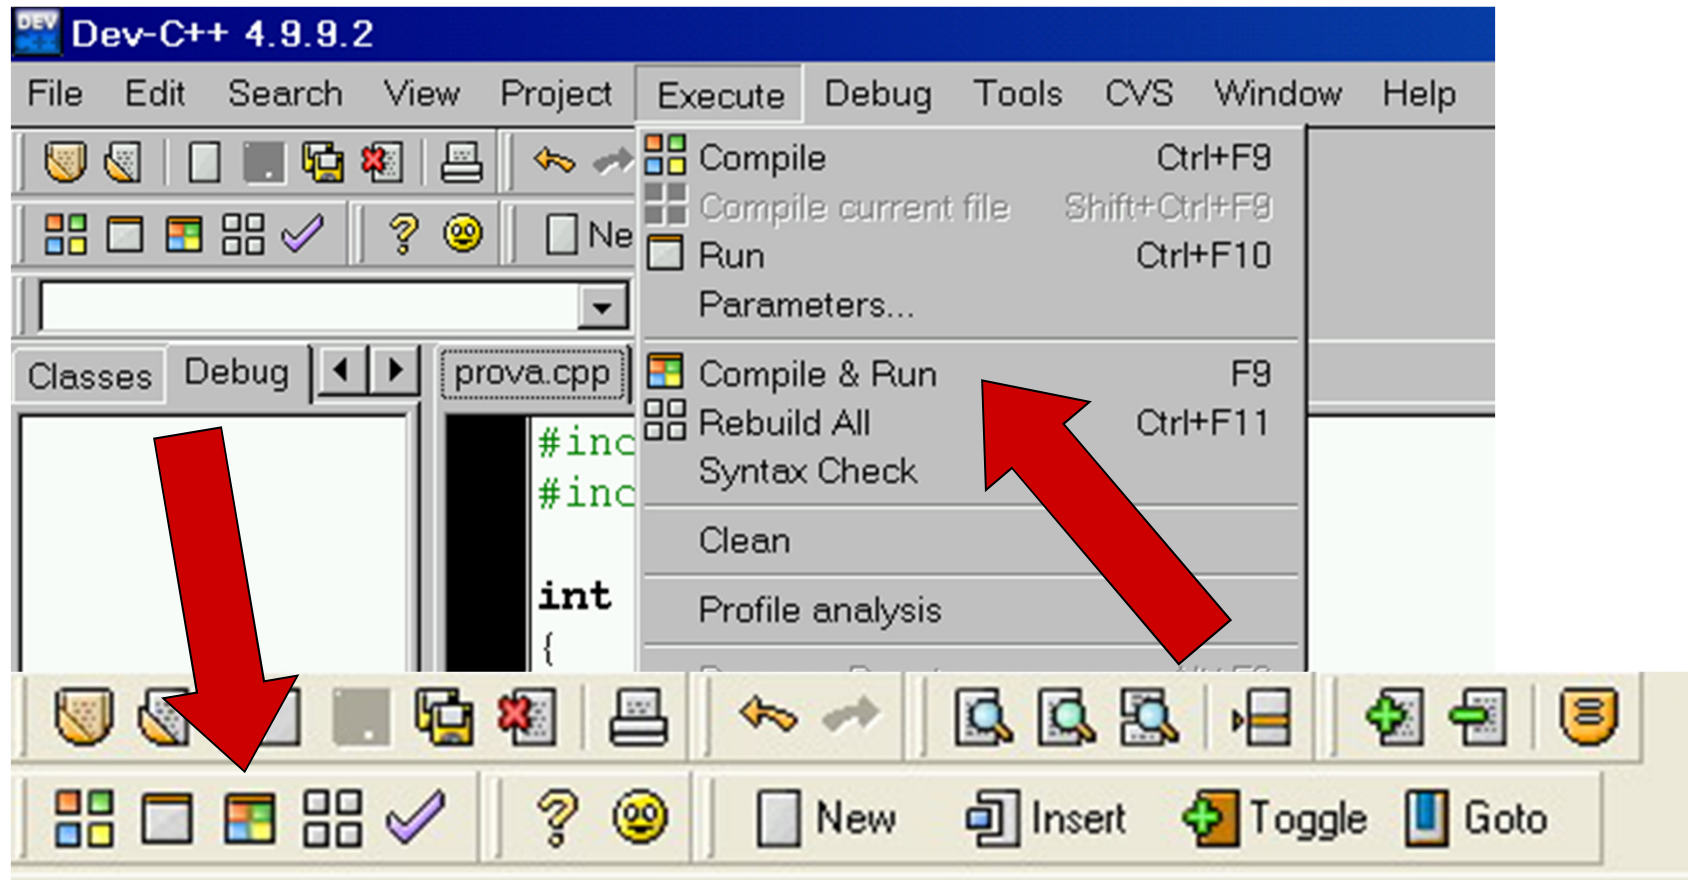 DEV
C++
Dev-C++ 4.9.9.2
File Edit Search View Project Execute Debug Tools CVS Window Help
Compile Ctrl+F9
Compile current file Shift+Ctrl+F9
Ne
Run Ctrl+F10
Parameters...
Classes Debug prova.cpp
Compile & Run F9
#inc
Rebuild All Ctrl+F11
Syntax Check
#inc
Clean
int
Profile analysis
{
New Insert Toggle Goto